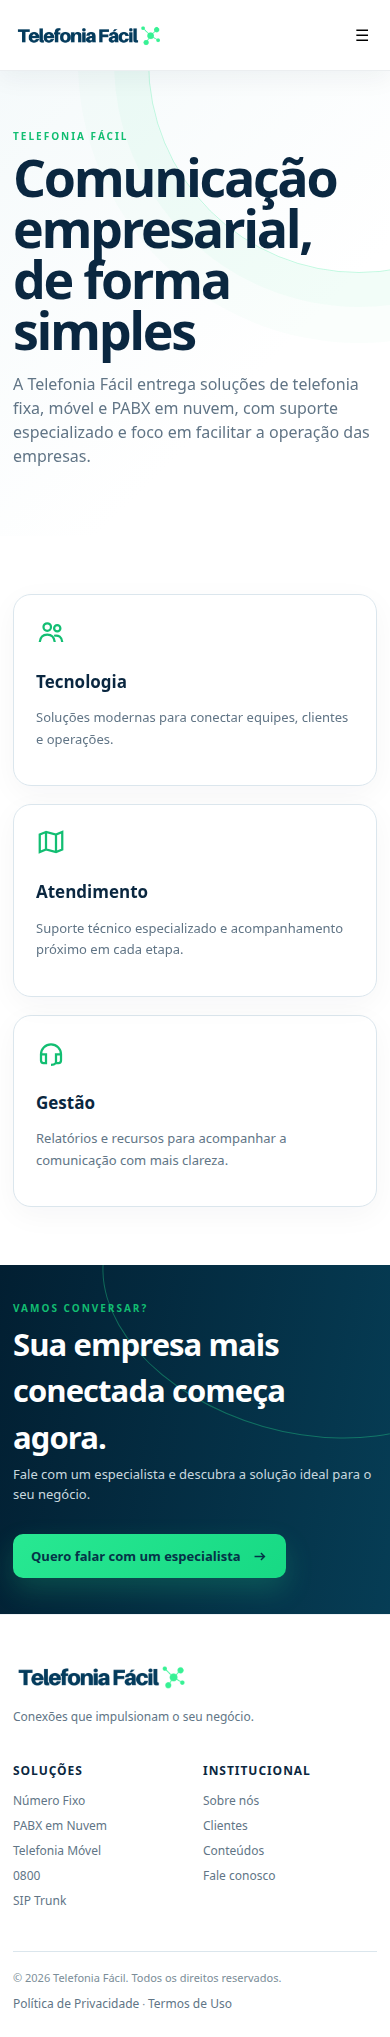 Telefonia Fácil
☰
TELEFONIA FÁCIL
Comunicação
empresarial,
de forma
simples
A Telefonia Fácil entrega soluções de telefonia
fixa, móvel e PABX em nuvem, com suporte
especializado e foco em facilitar a operação das
empresas.
Tecnologia
Soluções modernas para conectar equipes, clientes
e operações.
Atendimento
Suporte técnico especializado e acompanhamento
próximo em cada etapa.
Gestão
Relatórios e recursos para acompanhar a
comunicação com mais clareza.
VAMOS CONVERSAR?
Sua empresa mais
conectada começa
agora.
Fale com um especialista e descubra a solução ideal para o
seu negócio.
Quero falar com um especialista →
Telefonia Fácil
Conexões que impulsionam o seu negócio.
SOLUÇÕES
Número Fixo
PABX em Nuvem
Telefonia Móvel
0800
SIP Trunk
INSTITUCIONAL
Sobre nós
Clientes
Conteúdos
Fale conosco
© 2026 Telefonia Fácil. Todos os direitos reservados.
Política de Privacidade · Termos de Uso